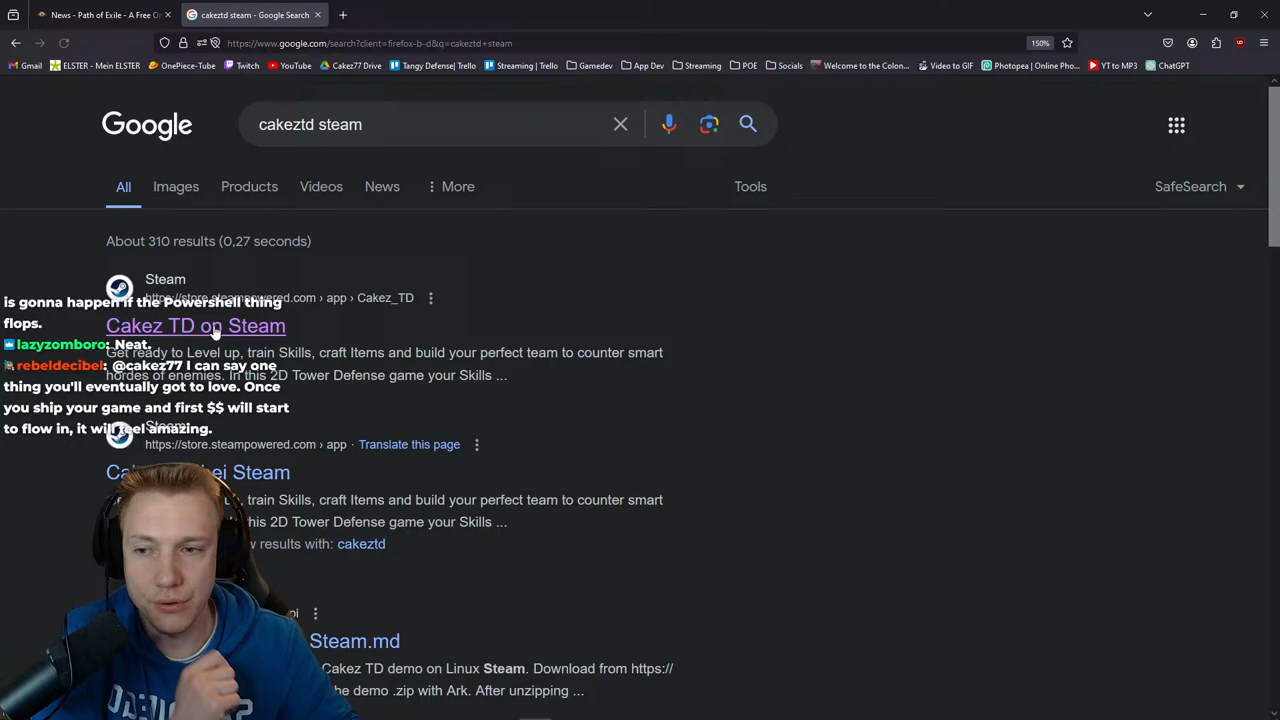 News - Path of Exile - A Free On
cakeztd steam - Google Search
https://www.google.com/search?client=firefox-b-d&q=cakeztd+steam
150%
Gmail
ELSTER - Mein ELSTER
OnePiece-Tube
Twitch
YouTube
Cakez77 Drive
Tangy Defense| Trello
Streaming | Trello
Gamedev
App Dev
Streaming
POE
Socials
Welcome to the Colon...
Video to GIF
Photopea | Online Pho...
YT to MP3
ChatGPT
Google
cakeztd steam
All
Images
Products
Videos
News
More
Tools
SafeSearch
About 310 results (0,27 seconds)
Steam
https://store.steampowered.com › app › Cakez_TD
is gonna happen if the Powershell thing
flops.
Cakez TD on Steam
lazyzomboro: Neat.
Get ready to Level up, train Skills, craft Items and build your perfect team to counter smart
rebeldecibel: @cakez77 I can say one
hordes of enemies. In this 2D Tower Defense game your Skills ...
thing you'll eventually got to love. Once
you ship your game and first $$ will start
to flow in, it will feel amazing.
Steam
https://store.steampowered.com › app · Translate this page
ei Steam
up, train Skills, craft Items and build your perfect team to counter smart
this 2D Tower Defense game your Skills ...
results with: cakeztd
Steam.md
Cakez TD demo on Linux Steam. Download from https://
the demo .zip with Ark. After unzipping ...